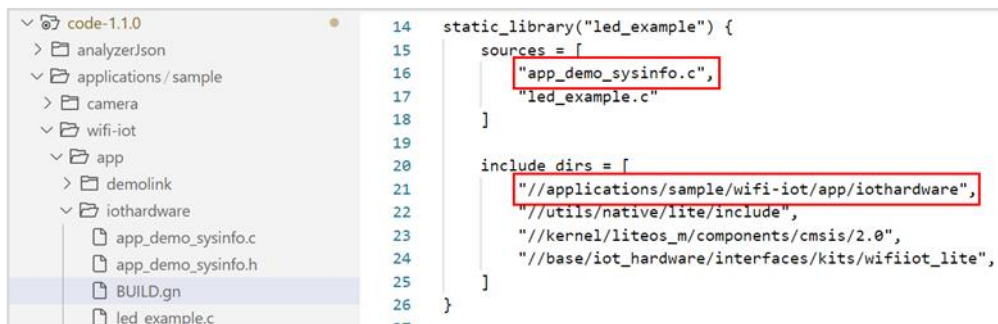 code-1.1.0
analyzerJson
applications / sample
camera
wifi-iot
app
demolink
iothardware
app_demo_sysinfo.c
app_demo_sysinfo.h
BUILD.gn
led_example.c
14 static_library("led_example") {
15 sources = [
16 "app_demo_sysinfo.c",
17 "led_example.c"
18 ]
19
20 include_dirs = [
21 "//applications/sample/wifi-iot/app/iothardware",
22 "//utils/native/lite/include",
23 "//kernel/liteos_m/components/cmsis/2.0",
24 "//base/iot_hardware/interfaces/kits/wifiiot_lite",
25 ]
26 }